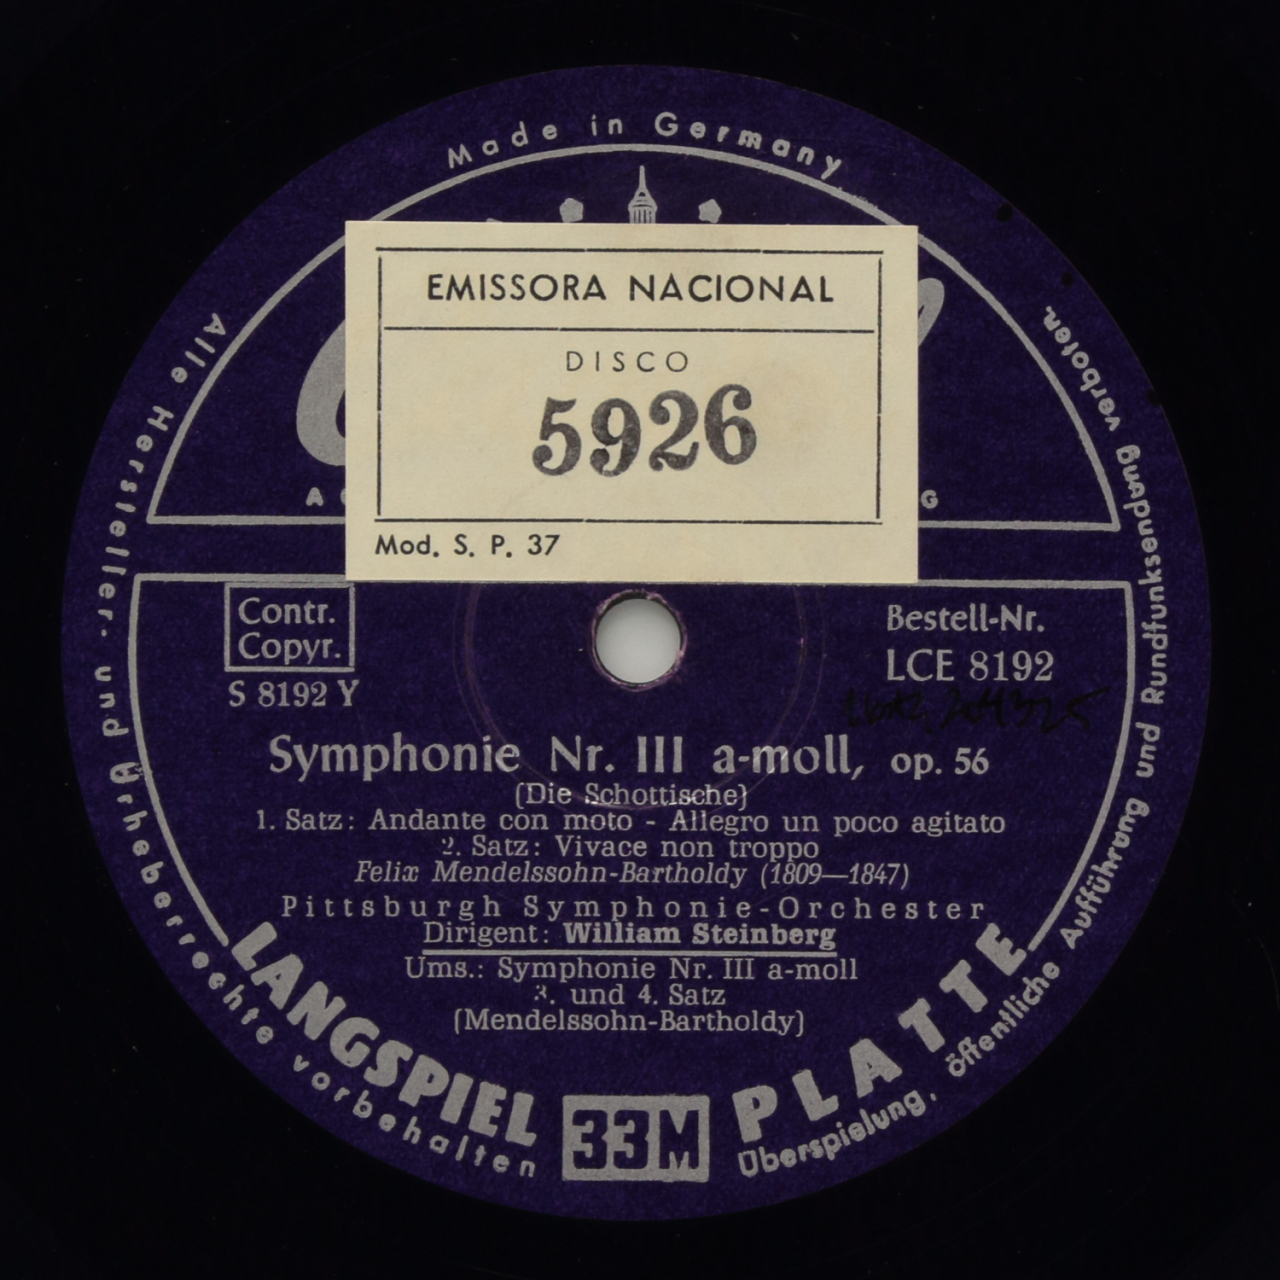 Made in Germany
EMISSORA NACIONAL
DISCO
5926
Mod. S. P. 37
Contr.
Copyr.
S 8192 Y
Bestell-Nr.
LCE 8192
Symphonie Nr. III a-moll, op. 56
(Die Schottische)
1. Satz: Andante con moto - Allegro un poco agitato
2. Satz: Vivace non troppo
Felix Mendelssohn-Bartholdy (1809—1847)
Pittsburgh Symphonie-Orchester
Dirigent: William Steinberg
Ums.: Symphonie Nr. III a-moll
3. und 4. Satz
(Mendelssohn-Bartholdy)
LANGSPIEL 33M PLATTE
Alle Hersteller- und Urheberrechte vorbehalten
Überspielung, öffentliche Aufführung und Rundfunksendung verboten.